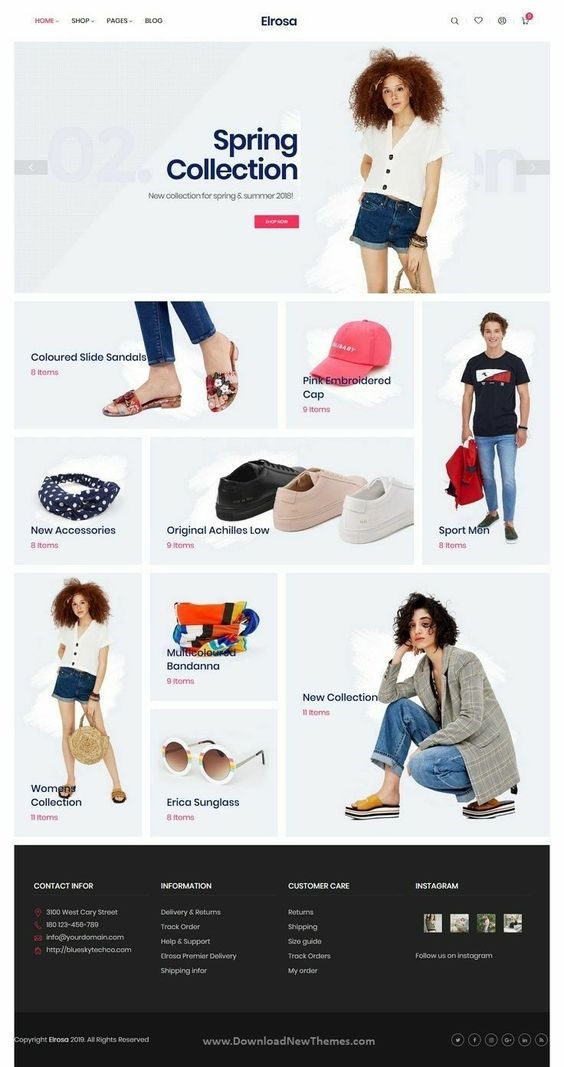 HOME
SHOP
PAGES
BLOG
Elrosa
0
02.
Spring
Collection
New collection for spring & summer 2018!
SHOP NOW
Coloured Slide Sandals
8 Items
Pink Embroidered
Cap
9 Items
New Accessories
8 Items
Original Achilles Low
9 Items
Sport Men
8 Items
Womens
Collection
11 Items
Multicoloured
Bandanna
9 Items
Erica Sunglass
8 Items
New Collection
11 Items
CONTACT INFOR
3100 West Cary Street
180 123-456-789
info@yourdomain.com
http://blueskytechco.com
INFORMATION
Delivery & Returns
Track Order
Help & Support
Elrosa Premier Delivery
Shipping infor
CUSTOMER CARE
Returns
Shipping
Size guide
Track Orders
My order
INSTAGRAM
Follow us on instagram
Copyright Elrosa 2019. All Rights Reserved
www.DownloadNewThemes.com